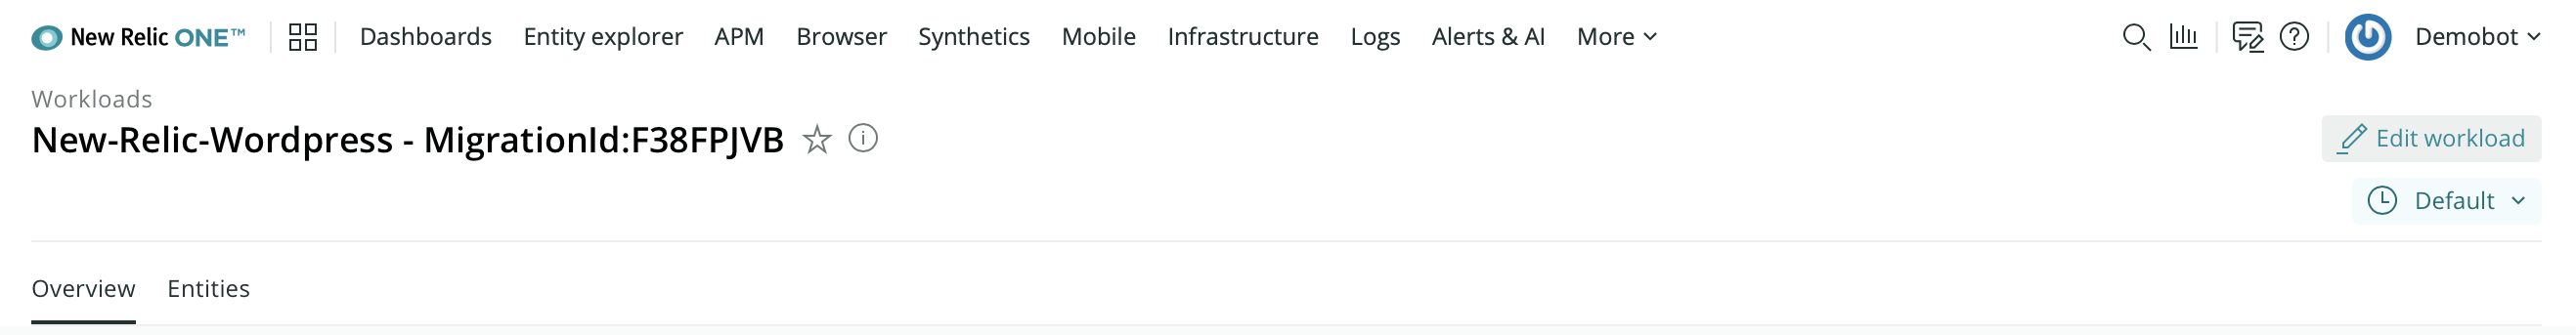 New Relic ONE™ Dashboards Entity explorer APM Browser Synthetics Mobile Infrastructure Logs Alerts & AI More Demobot
Workloads
New-Relic-Wordpress - MigrationId:F38FPJVB
Edit workload
Default
Overview Entities